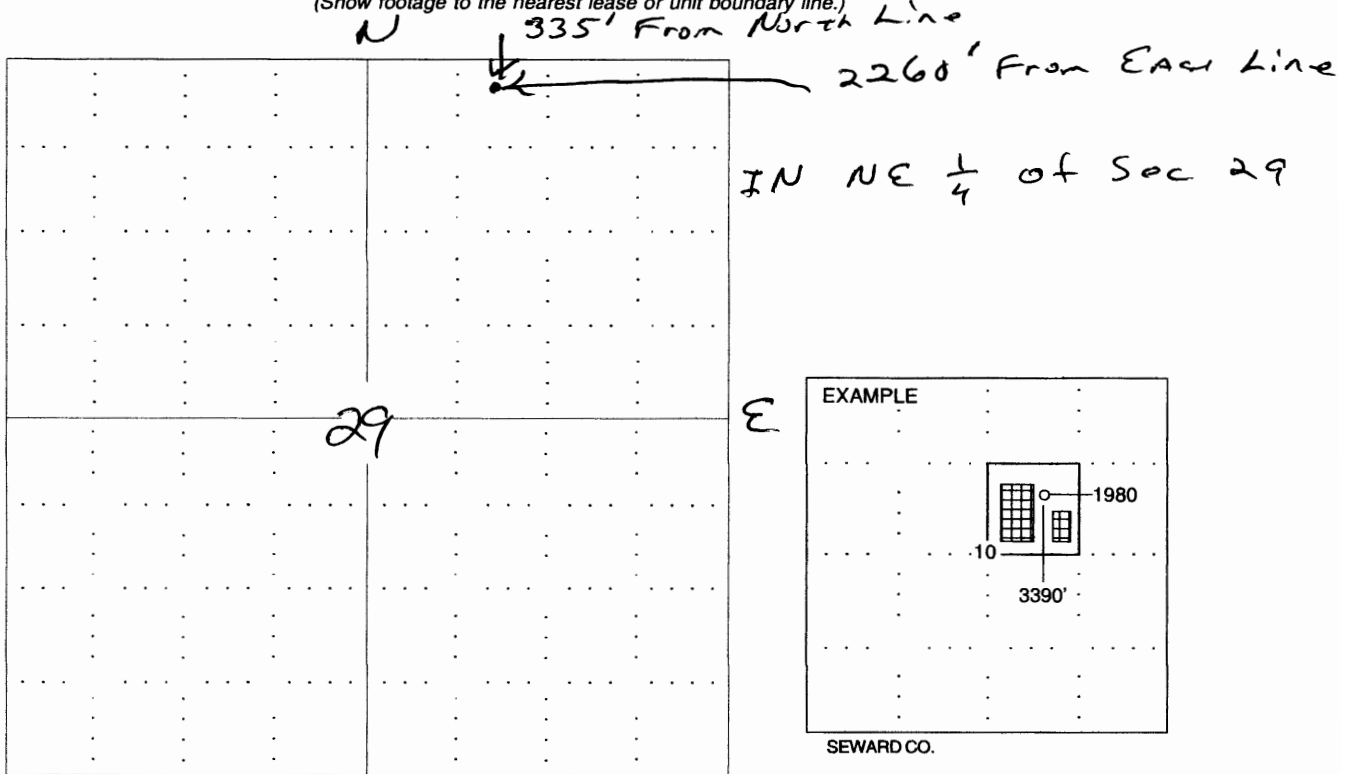 (Show footage to the nearest lease or unit boundary line.)
N 335' From North Line
2260' From EAst Line
IN NE 1/4 of Sec 29
29
E
EXAMPLE
1980
10
3390'
SEWARD CO.